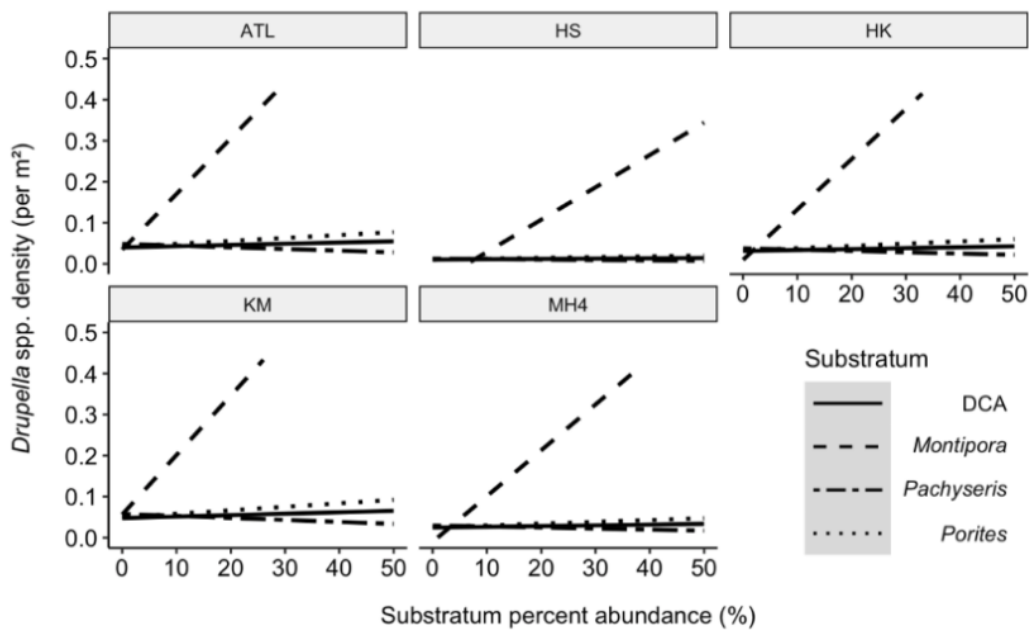 ATL
HS
HK
0.5
0.4
0.3
0.2
0.1
0.0
0 10 20 30 40 50
KM
MH4
0.5
0.4
0.3
0.2
0.1
0.0
0 10 20 30 40 50
0 10 20 30 40 50
Drupella spp. density (per m²)
Substratum percent abundance (%)
Substratum
DCA
Montipora
Pachyseris
Porites